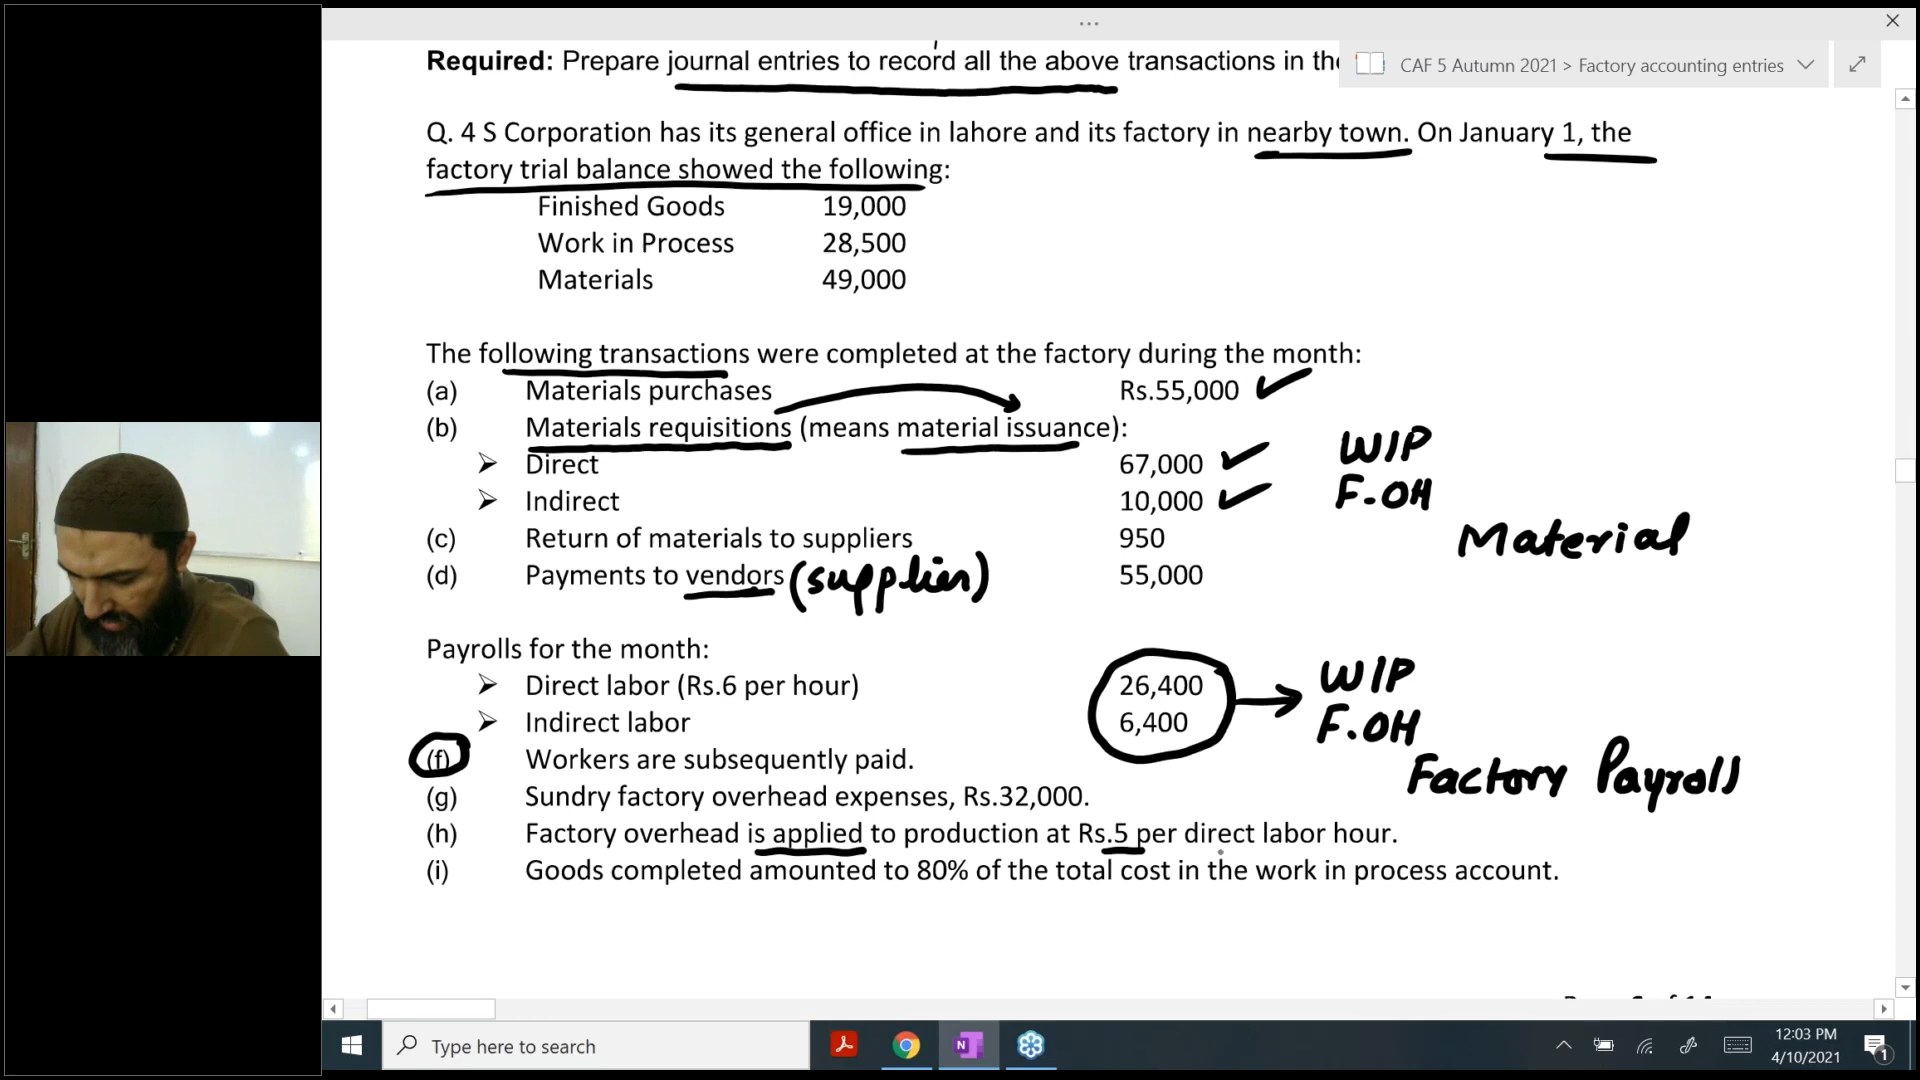 Required: Prepare journal entries to record all the above transactions in the
CAF 5 Autumn 2021 > Factory accounting entries
Q. 4 S Corporation has its general office in lahore and its factory in nearby town. On January 1, the
factory trial balance showed the following:
Finished Goods 19,000
Work in Process 28,500
Materials 49,000
The following transactions were completed at the factory during the month:
(a) Materials purchases Rs.55,000
(b) Materials requisitions (means material issuance):
➢ Direct 67,000 WIP
➢ Indirect 10,000 F-OH
(c) Return of materials to suppliers 950 Material
(d) Payments to vendors (supplier) 55,000
Payrolls for the month:
➢ Direct labor (Rs.6 per hour) 26,400 WIP
➢ Indirect labor 6,400 F.OH
(f) Workers are subsequently paid. Factory Payroll
(g) Sundry factory overhead expenses, Rs.32,000.
(h) Factory overhead is applied to production at Rs.5 per direct labor hour.
(i) Goods completed amounted to 80% of the total cost in the work in process account.
Type here to search
N
12:03 PM
4/10/2021
1